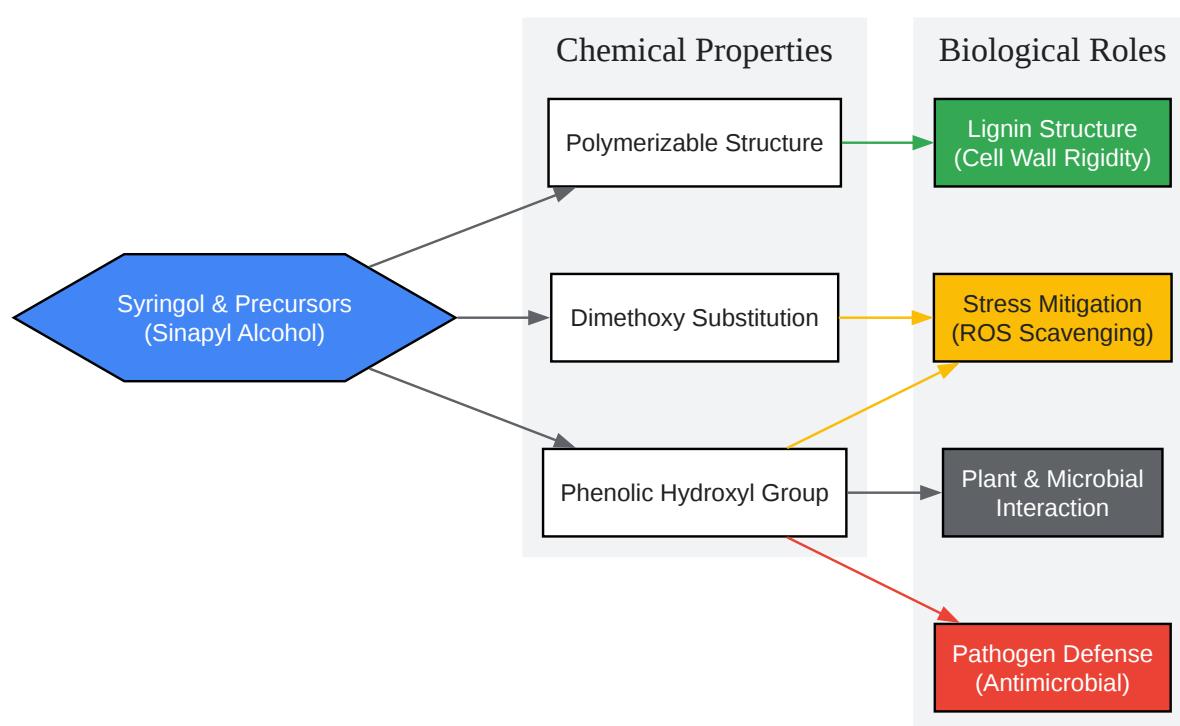 Chemical Properties
Biological Roles
Polymerizable Structure
Lignin Structure
(Cell Wall Rigidity)
Syringol & Precursors
(Sinapyl Alcohol)
Dimethoxy Substitution
Stress Mitigation
(ROS Scavenging)
Phenolic Hydroxyl Group
Plant & Microbial
Interaction
Pathogen Defense
(Antimicrobial)